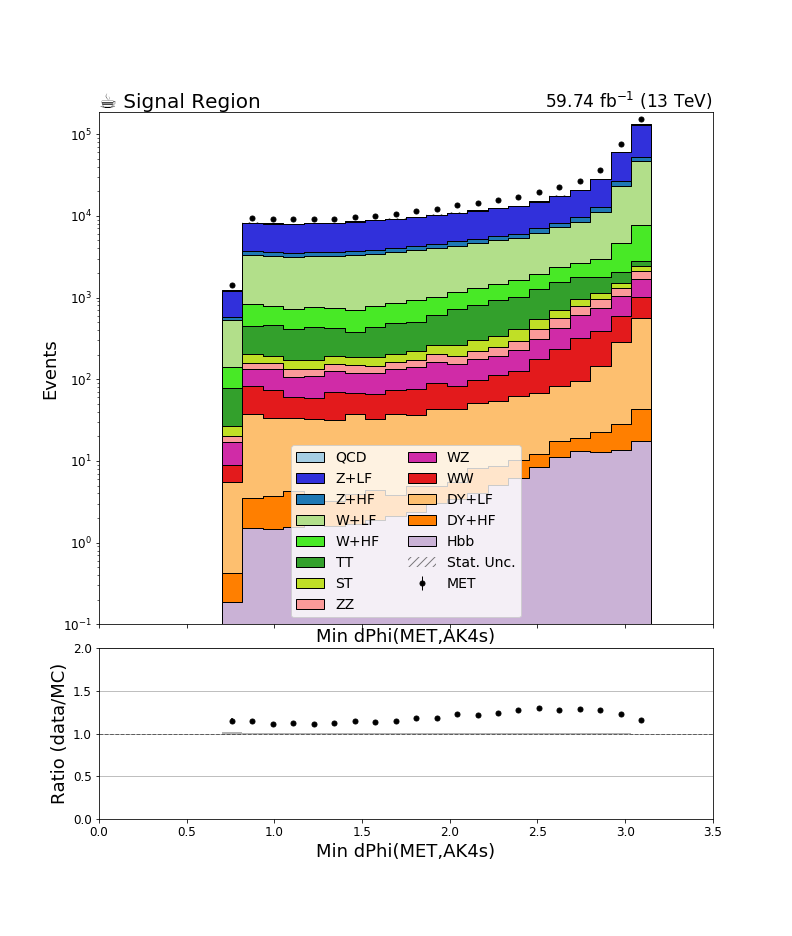 ☕ Signal Region
59.74 fb⁻¹ (13 TeV)
10⁵
10⁴
10³
10²
10¹
10⁰
10⁻¹
Events
QCD
Z+LF
Z+HF
W+LF
W+HF
TT
ST
ZZ
WZ
WW
DY+LF
DY+HF
Hbb
Stat. Unc.
MET
Min dPhi(MET,AK4s)
2.0
1.5
1.0
0.5
0.0
Ratio (data/MC)
0.0 0.5 1.0 1.5 2.0 2.5 3.0 3.5
Min dPhi(MET,AK4s)